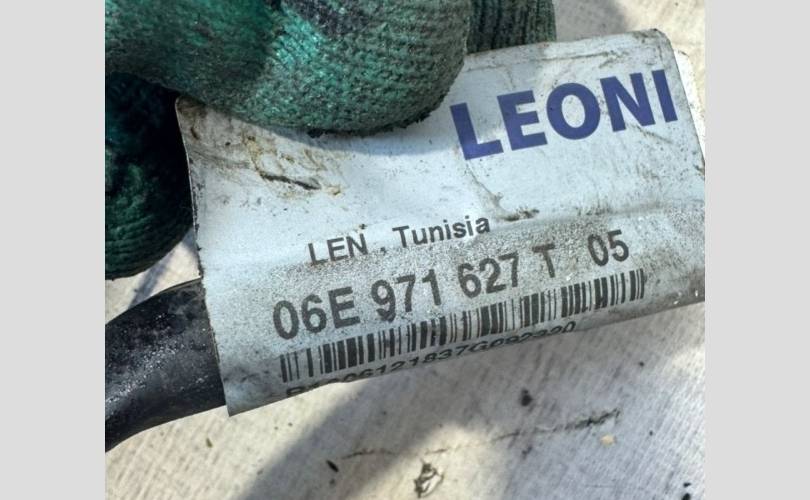 LEONI
LEN . Tunisia
06E 971 627 T 05